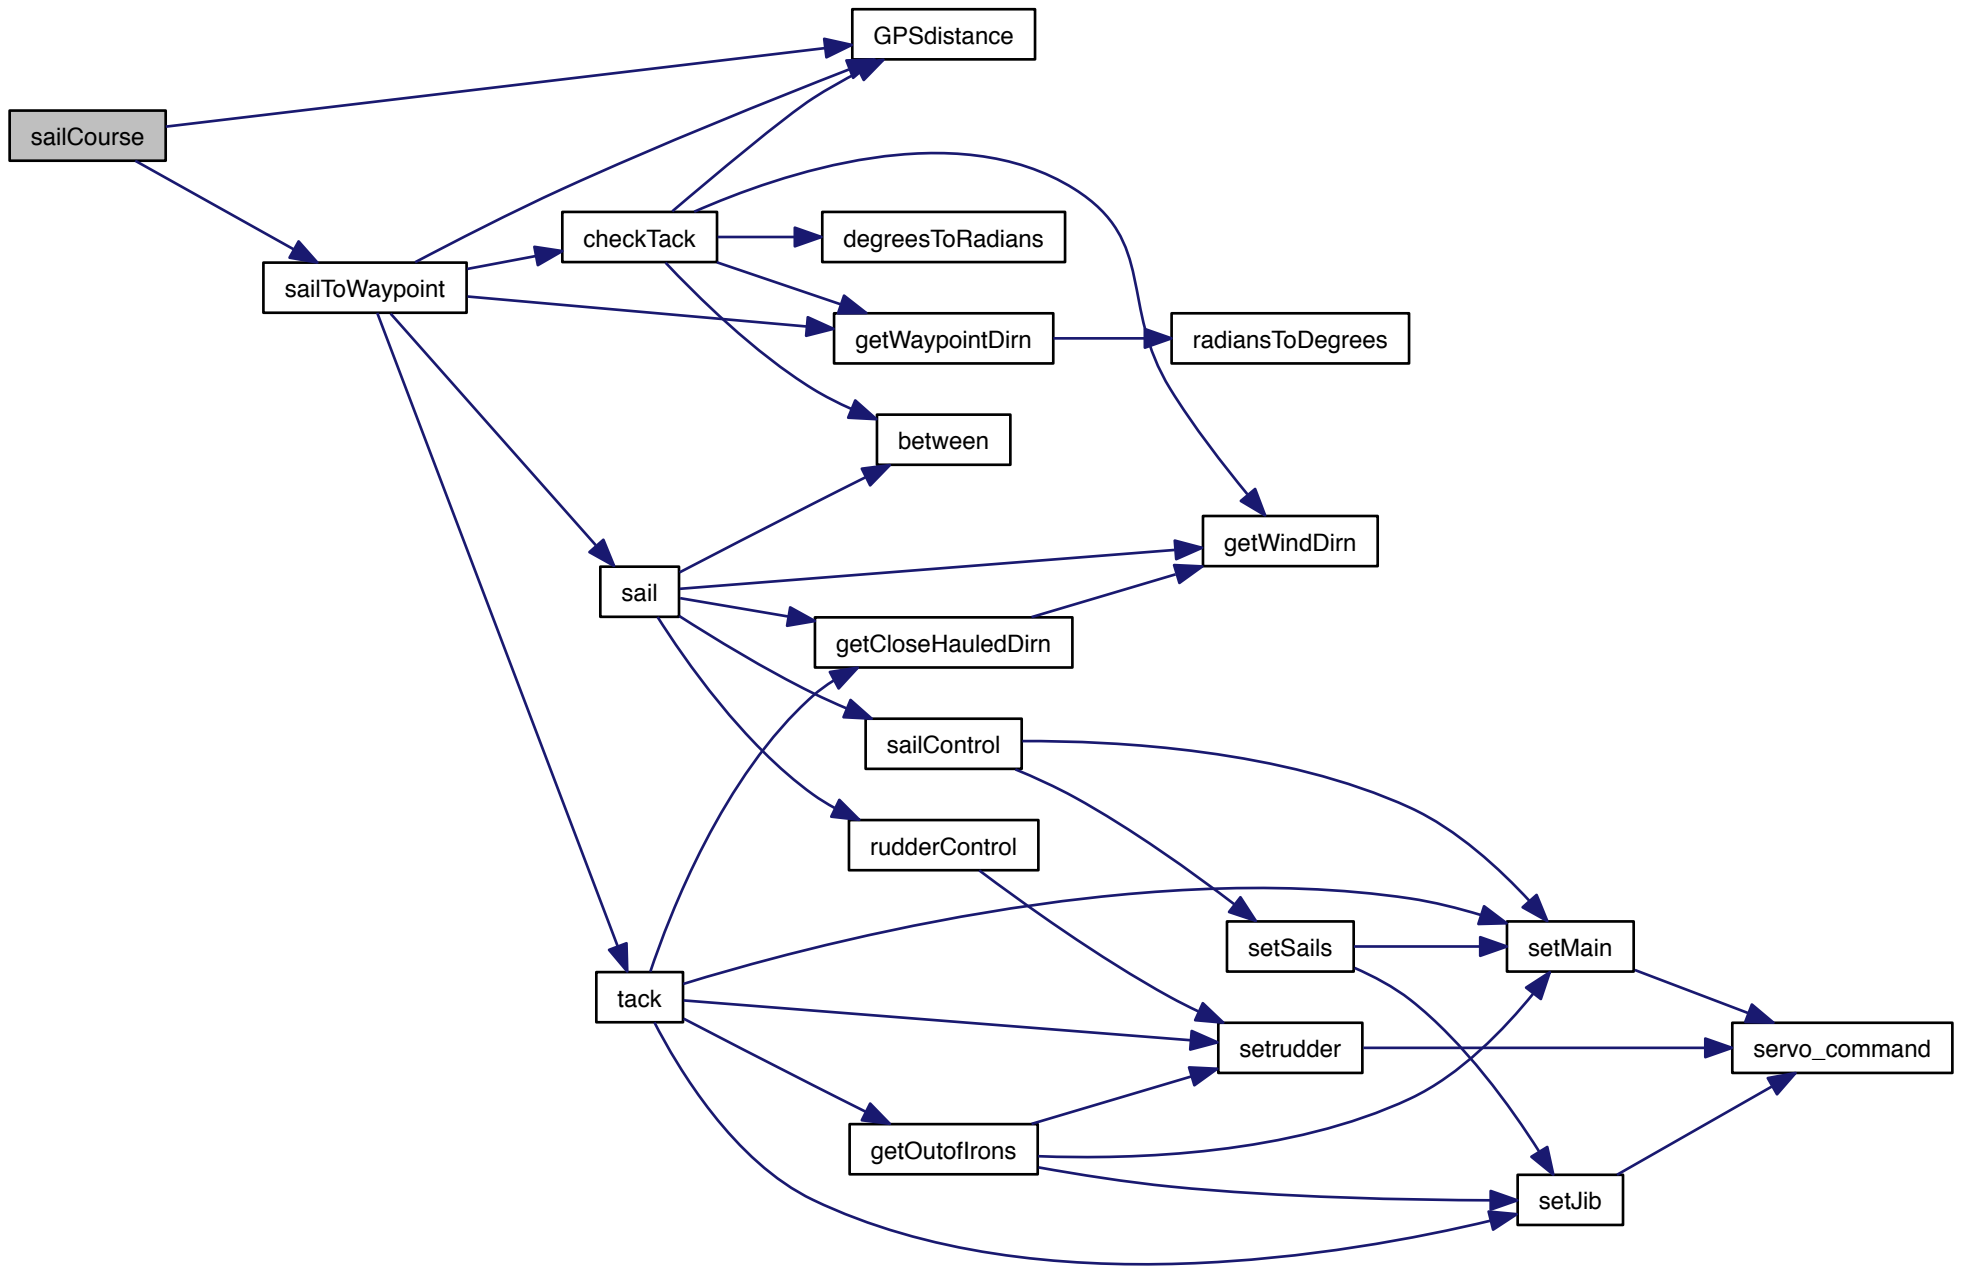 GPSdistance
sailCourse
checkTack
degreesToRadians
sailToWaypoint
getWaypointDirn
radiansToDegrees
between
getWindDirn
sail
getCloseHauledDirn
sailControl
rudderControl
setSails
setMain
tack
setrudder
servo_command
getOutofIrons
setJib